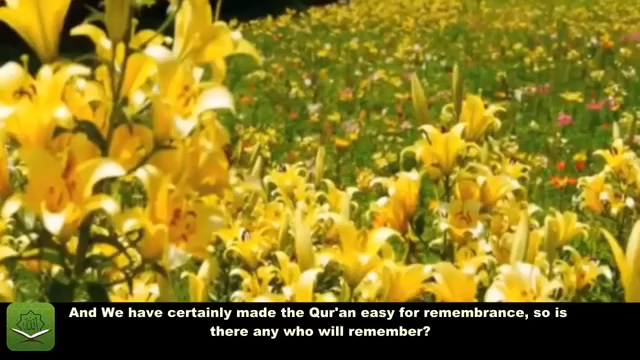 And We have certainly made the Qur'an easy for remembrance, so is
there any who will remember?